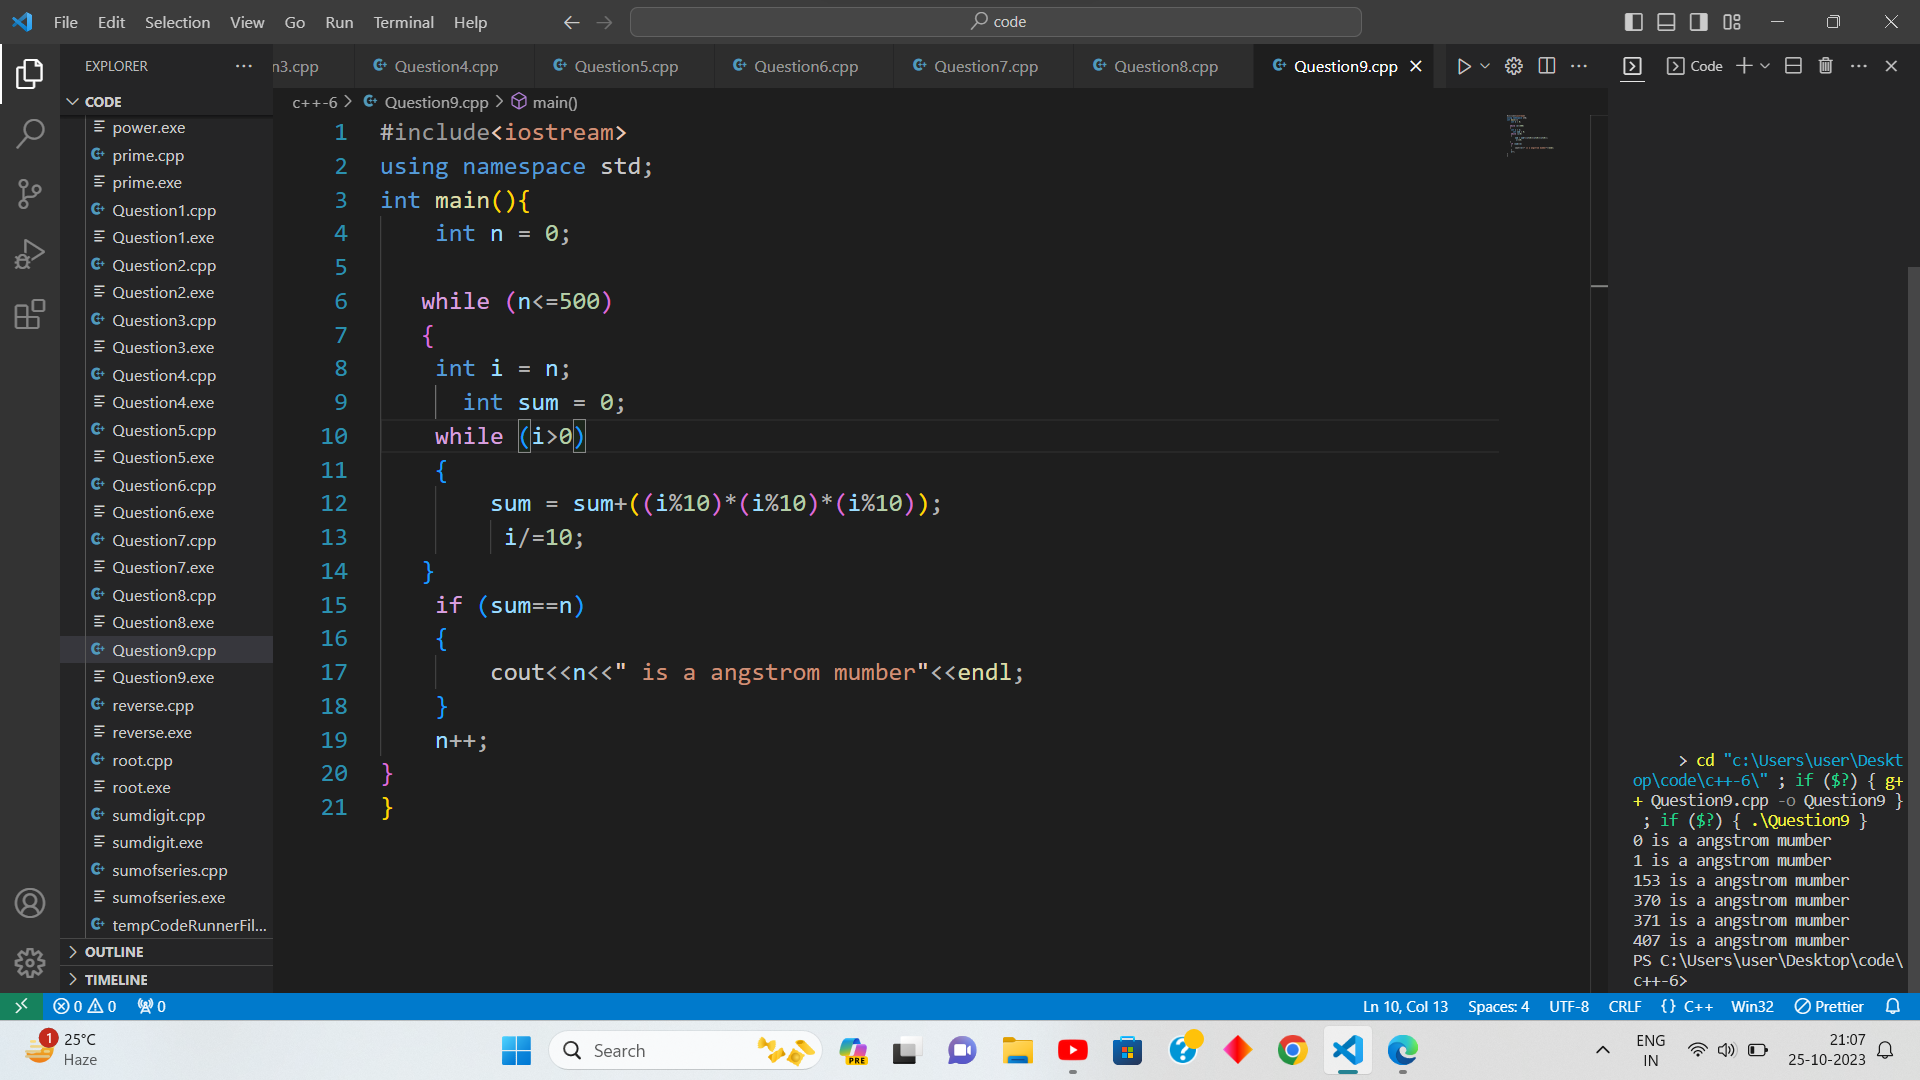 File Edit Selection View Go Run Terminal Help
code
EXPLORER
n3.cpp Question4.cpp Question5.cpp Question6.cpp Question7.cpp Question8.cpp Question9.cpp
Code
CODE
power.exe
prime.cpp
prime.exe
Question1.cpp
Question1.exe
Question2.cpp
Question2.exe
Question3.cpp
Question3.exe
Question4.cpp
Question4.exe
Question5.cpp
Question5.exe
Question6.cpp
Question6.exe
Question7.cpp
Question7.exe
Question8.cpp
Question8.exe
Question9.cpp
Question9.exe
reverse.cpp
reverse.exe
root.cpp
root.exe
sumdigit.cpp
sumdigit.exe
sumofseries.cpp
sumofseries.exe
tempCodeRunnerFil...
OUTLINE
TIMELINE
c++-6 > Question9.cpp > main()
1 #include<iostream>
2 using namespace std;
3 int main(){
4 int n = 0;
5
6 while (n<=500)
7 {
8 int i = n;
9 int sum = 0;
10 while (i>0)
11 {
12 sum = sum+((i%10)*(i%10)*(i%10));
13 i/=10;
14 }
15 if (sum==n)
16 {
17 cout<<n<<" is a angstrom mumber"<<endl;
18 }
19 n++;
20 }
21 }
> cd "c:\Users\user\Deskt
op\code\c++-6\" ; if ($?) { g+
+ Question9.cpp -o Question9 }
; if ($?) { .\Question9 }
0 is a angstrom mumber
1 is a angstrom mumber
153 is a angstrom mumber
370 is a angstrom mumber
371 is a angstrom mumber
407 is a angstrom mumber
PS C:\Users\user\Desktop\code\
c++-6>
0 0 0
Ln 10, Col 13 Spaces: 4 UTF-8 CRLF {} C++ Win32 Prettier
1
25°C
Haze
Search
PRE
ENG
IN
21:07
25-10-2023